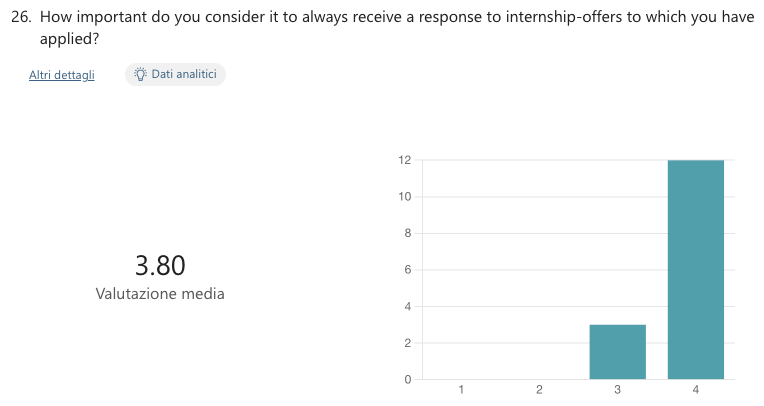 26. How important do you consider it to always receive a response to internship-offers to which you have
applied?
Altri dettagli
Dati analitici
3.80
Valutazione media
12
10
8
6
4
2
0
1 2 3 4